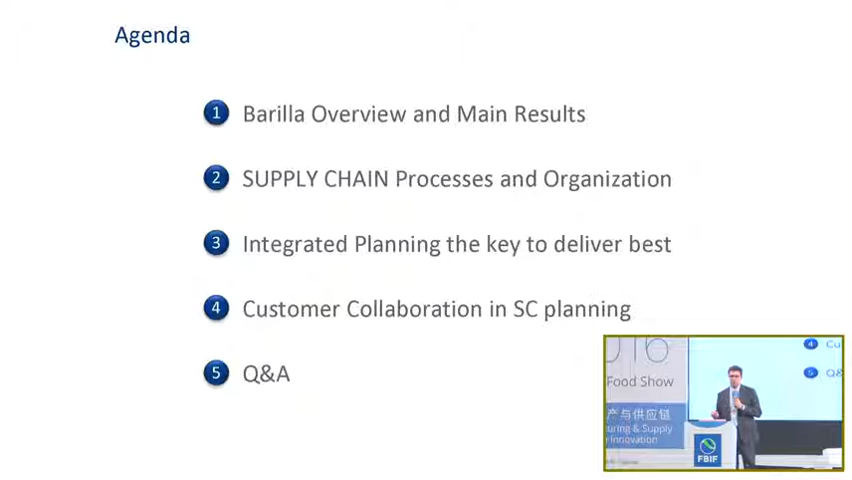 Agenda
1 Barilla Overview and Main Results
2 SUPPLY CHAIN Processes and Organization
3 Integrated Planning the key to deliver best
4 Customer Collaboration in SC planning
5 Q&A
016
4 Cu
Food Show
5 Q&
产与供应链
uring & Supply
Innovation
FBIF